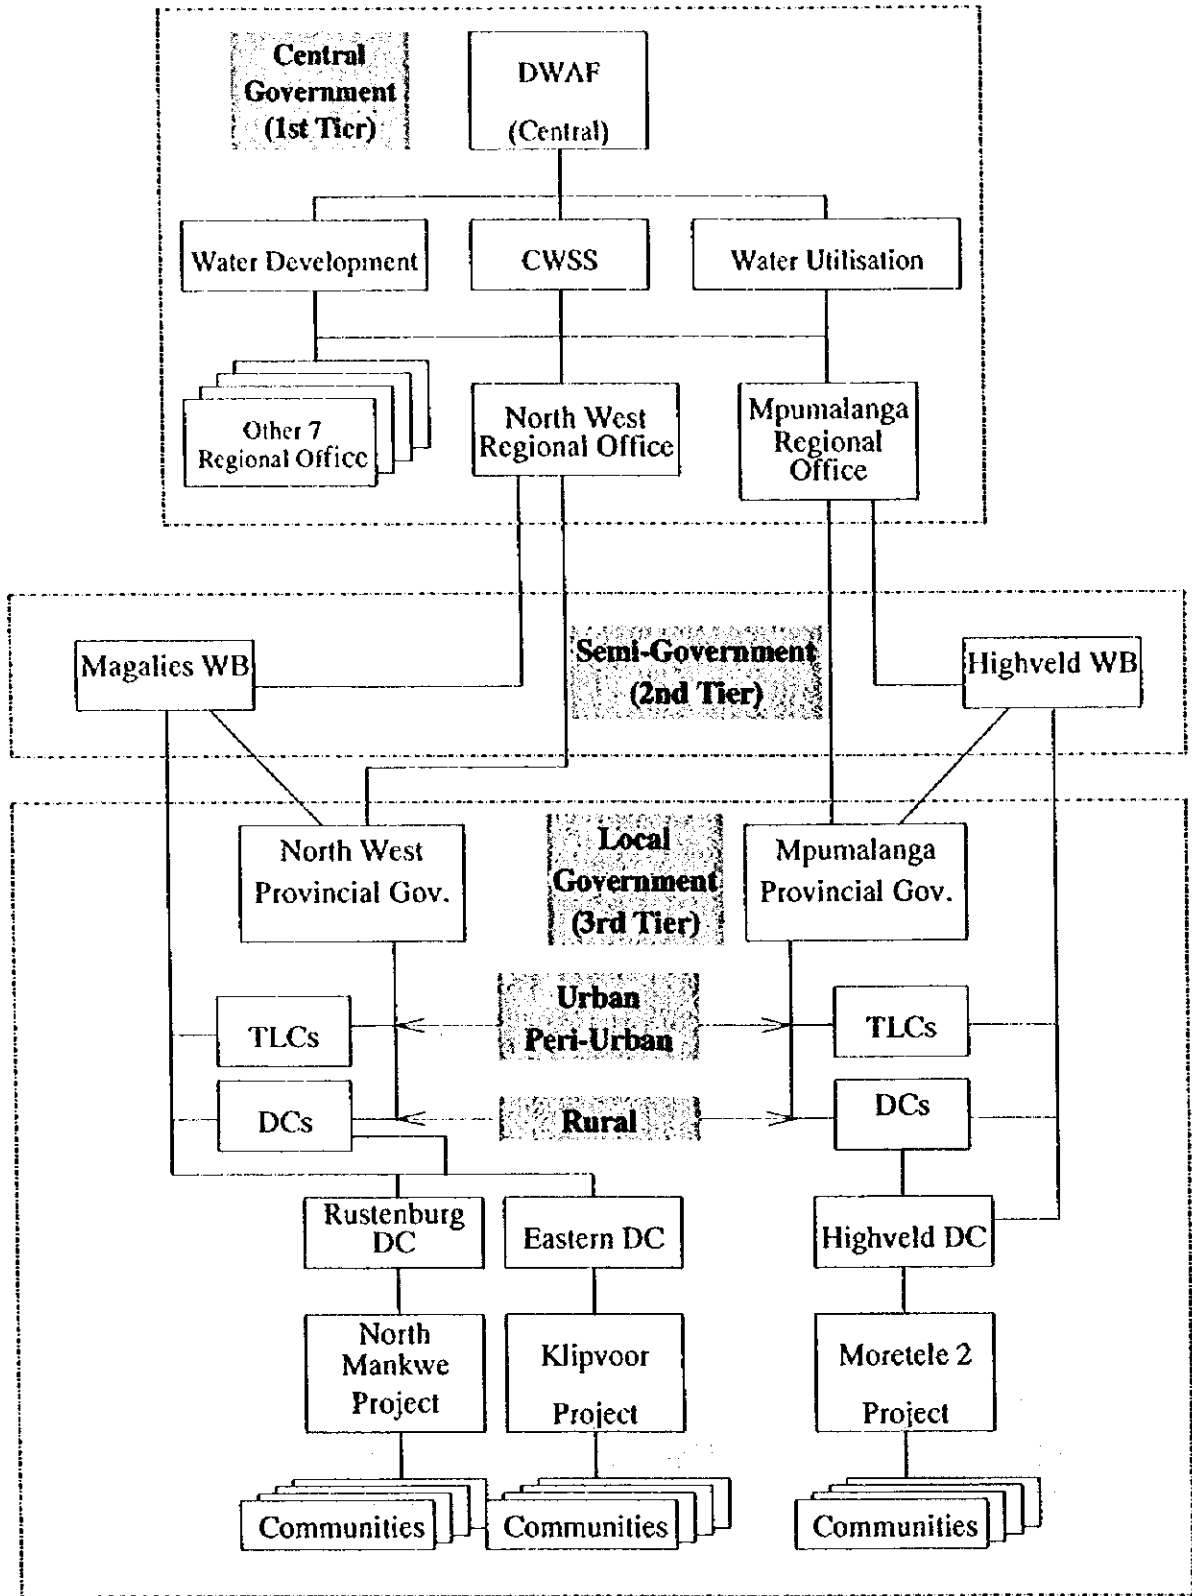 Central
Government
(1st Tier)
DWAF
(Central)
Water Development
CWSS
Water Utilisation
Other 7
Regional Office
North West
Regional Office
Mpumalanga
Regional
Office
Magalies WB
Semi-Government
(2nd Tier)
Highveld WB
North West
Provincial Gov.
Local
Government
(3rd Tier)
Mpumalanga
Provincial Gov.
TLCs
Urban
Peri-Urban
TLCs
DCs
Rural
DCs
Rustenburg
DC
Eastern DC
Highveld DC
North
Mankwe
Project
Klipvoor
Project
Moretele 2
Project
Communities
Communities
Communities